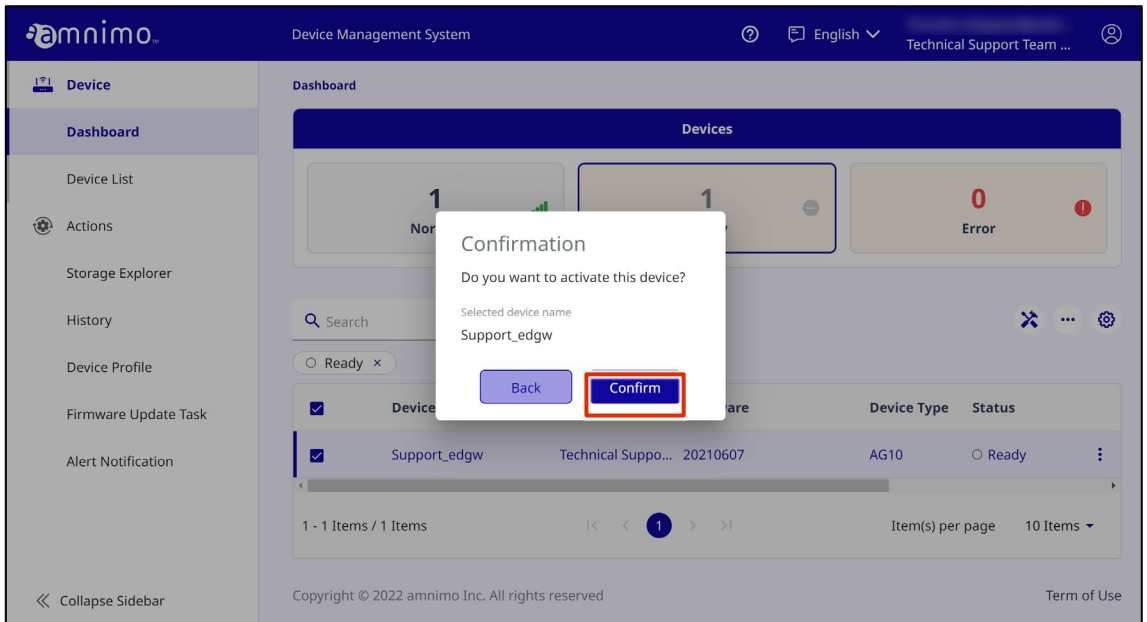 amnimo
Device Management System
English
Technical Support Team ...
Device
Dashboard
Device List
Actions
Storage Explorer
History
Device Profile
Firmware Update Task
Alert Notification
Collapse Sidebar
Dashboard
Devices
1
1
0
Error
Confirmation
Do you want to activate this device?
Selected device name
Support_edgw
Back
Confirm
Search
Ready ×
Device Type
Status
Support_edgw
Technical Suppo...
20210607
AG10
Ready
1 - 1 Items / 1 Items
1
Item(s) per page
10 Items
Copyright © 2022 amnimo Inc. All rights reserved
Term of Use